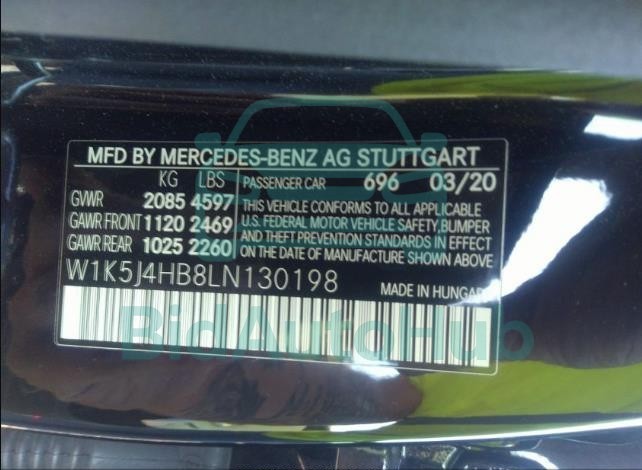 MFD BY MERCEDES-BENZ AG STUTTGART
KG LBS PASSENGER CAR 696 03/20
GVWR 2085 4597 THIS VEHICLE CONFORMS TO ALL APPLICABLE
GAWR FRONT 1120 2469 U.S. FEDERAL MOTOR VEHICLE SAFETY, BUMPER
AND THEFT PREVENTION STANDARDS IN EFFECT
GAWR REAR 1025 2260 AT DATE OF MANUFACTURE SHOWN ABOVE
W1K5J4HB8LN130198 MADE IN HUNGARY
BidAutoHub